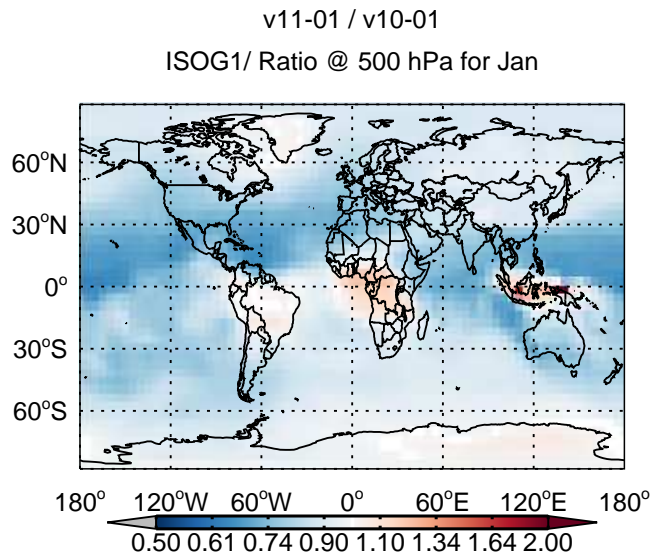 v11-01 / v10-01
ISOG1/ Ratio @ 500 hPa for Jan
60°N
30°N
0°
30°S
60°S
180° 120°W 60°W 0° 60°E 120°E 180°
0.50 0.61 0.74 0.90 1.10 1.34 1.64 2.00